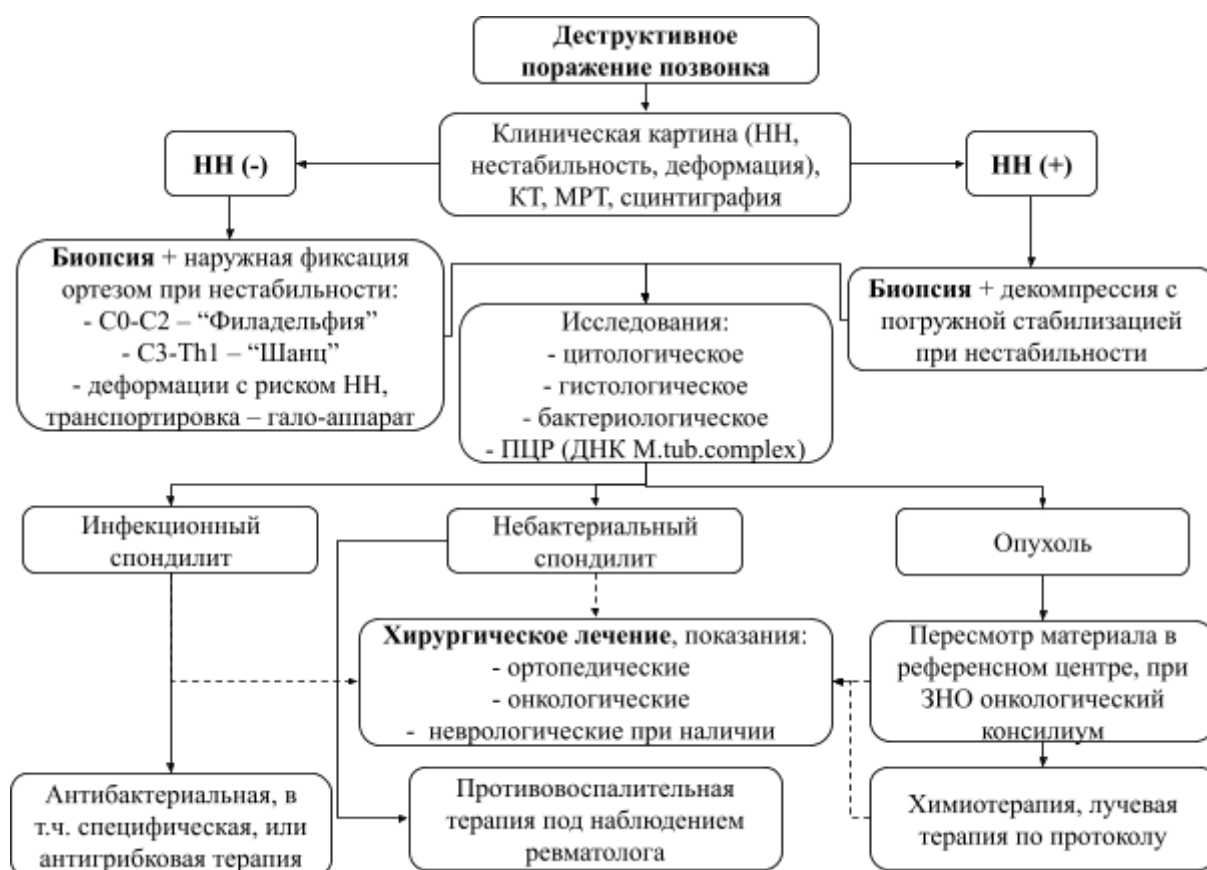 Деструктивное
поражение позвонка
Клиническая картина (НН,
нестабильность, деформация),
КТ, МРТ, сцинтиграфия
НН (-)
НН (+)
Биопсия + наружная фиксация
ортезом при нестабильности:
- C0-C2 – “Филадельфия”
- C3-Th1 – “Шанц”
- деформации с риском НН,
транспортировка – гало-аппарат
Биопсия + декомпрессия с
погружной стабилизацией
при нестабильности
Исследования:
- цитологическое
- гистологическое
- бактериологическое
- ПЦР (ДНК M.tub.complex)
Инфекционный
спондилит
Небактериальный
спондилит
Опухоль
Хирургическое лечение, показания:
- ортопедические
- онкологические
- неврологические при наличии
Пересмотр материала в
референсном центре, при
ЗНО онкологический
консилиум
Антибактериальная, в
т.ч. специфическая, или
антигрибковая терапия
Противовоспалительная
терапия под наблюдением
ревматолога
Химиотерапия, лучевая
терапия по протоколу